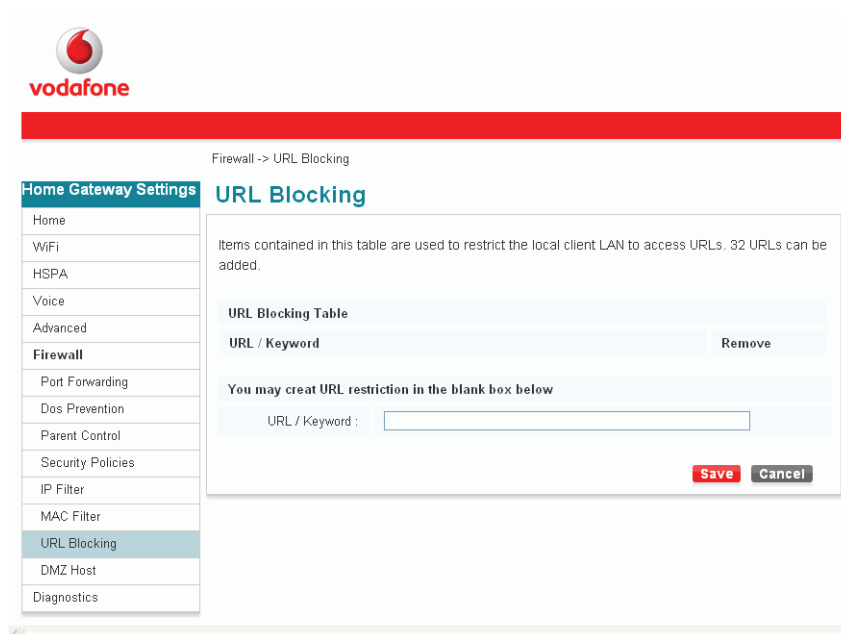 vodafone
Firewall -> URL Blocking
Home Gateway Settings
Home
WiFi
HSPA
Voice
Advanced
Firewall
Port Forwarding
Dos Prevention
Parent Control
Security Policies
IP Filter
MAC Filter
URL Blocking
DMZ Host
Diagnostics
URL Blocking
Items contained in this table are used to restrict the local client LAN to access URLs. 32 URLs can be
added.
URL Blocking Table
URL / Keyword Remove
You may creat URL restriction in the blank box below
URL / Keyword :
Save Cancel